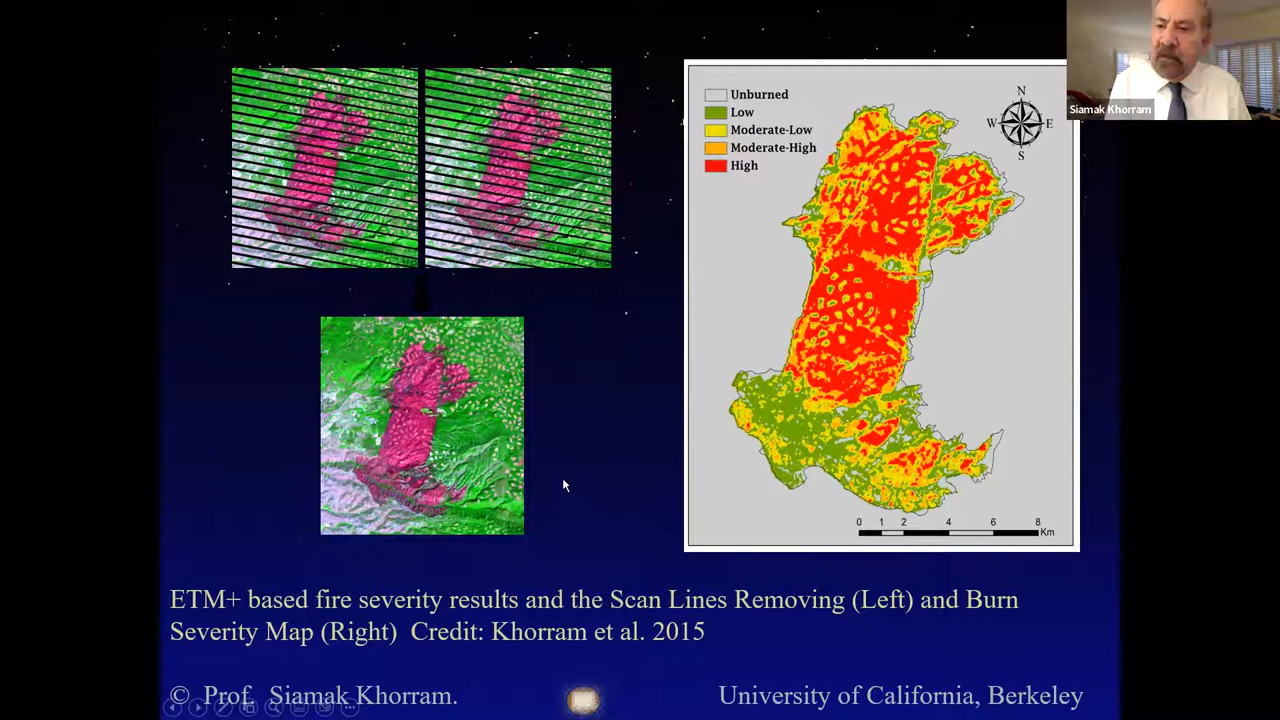 Siamak Khorram
Unburned
Low
Moderate-Low
Moderate-High
High
N
W E
S
0 1 2 4 6 8
Km
ETM+ based fire severity results and the Scan Lines Removing (Left) and Burn
Severity Map (Right) Credit: Khorram et al. 2015
© Prof. Siamak Khorram.
University of California, Berkeley